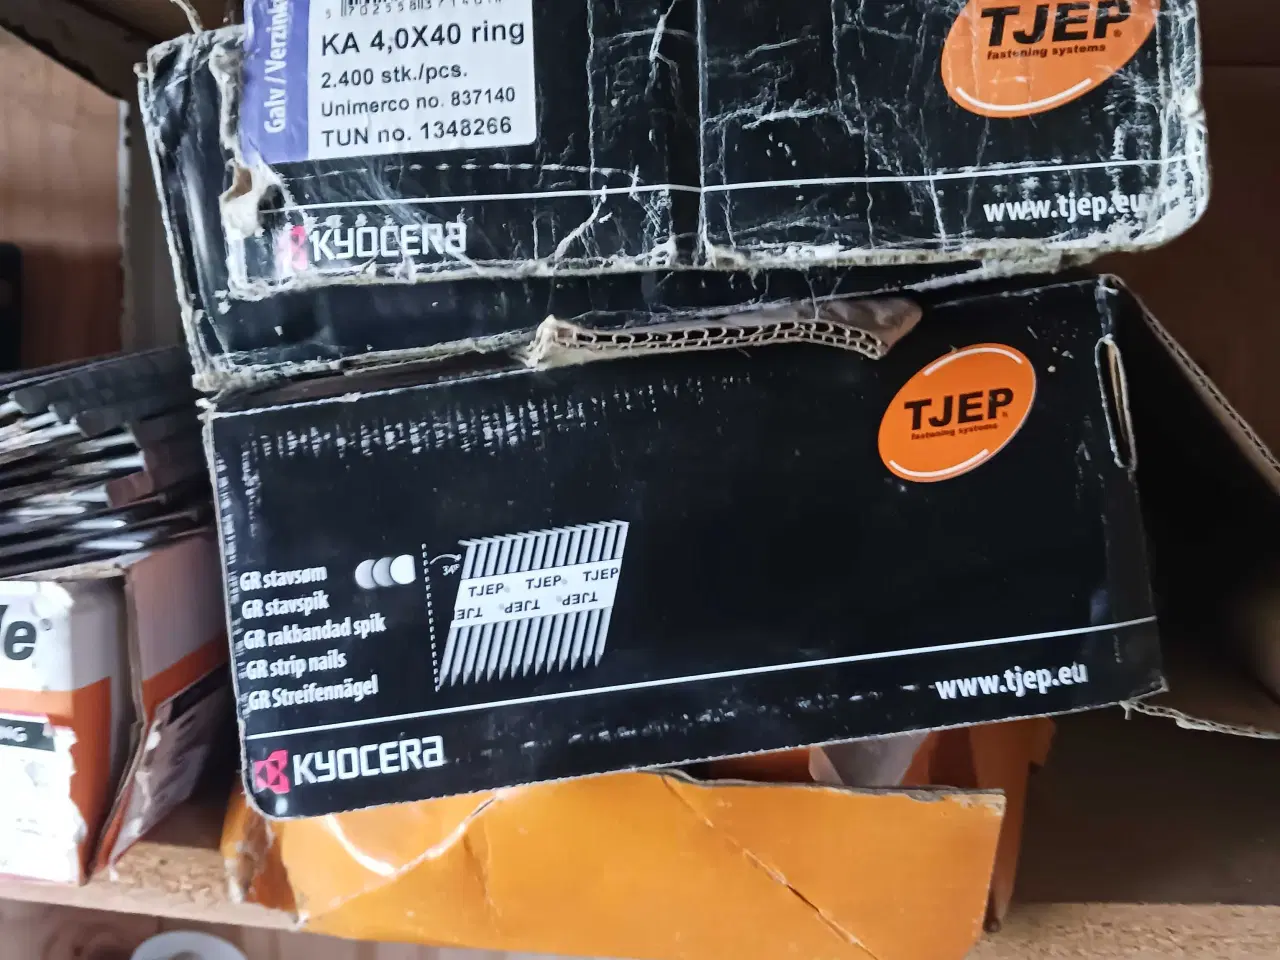 Galv / Verzink
KA 4,0X40 ring
2.400 stk./pcs.
Unimerco no. 837140
TUN no. 1348266
TJEP®
fastening systems
www.tjep.eu
KYOCERA
TJEP®
fastening systems
GR stavsøm
GR stavspik
GR rakbandad spik
GR strip nails
GR Streifennägel
34°
TJEP® TJEP® TJEP
TJE TJEP® TJEP
www.tjep.eu
KYOCERA